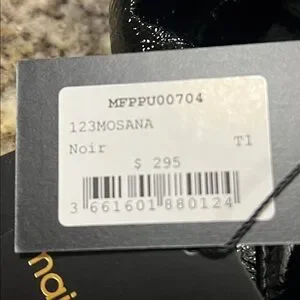 MFPPU00704
123MOSANA
Noir T1
$ 295
3 661601 880124